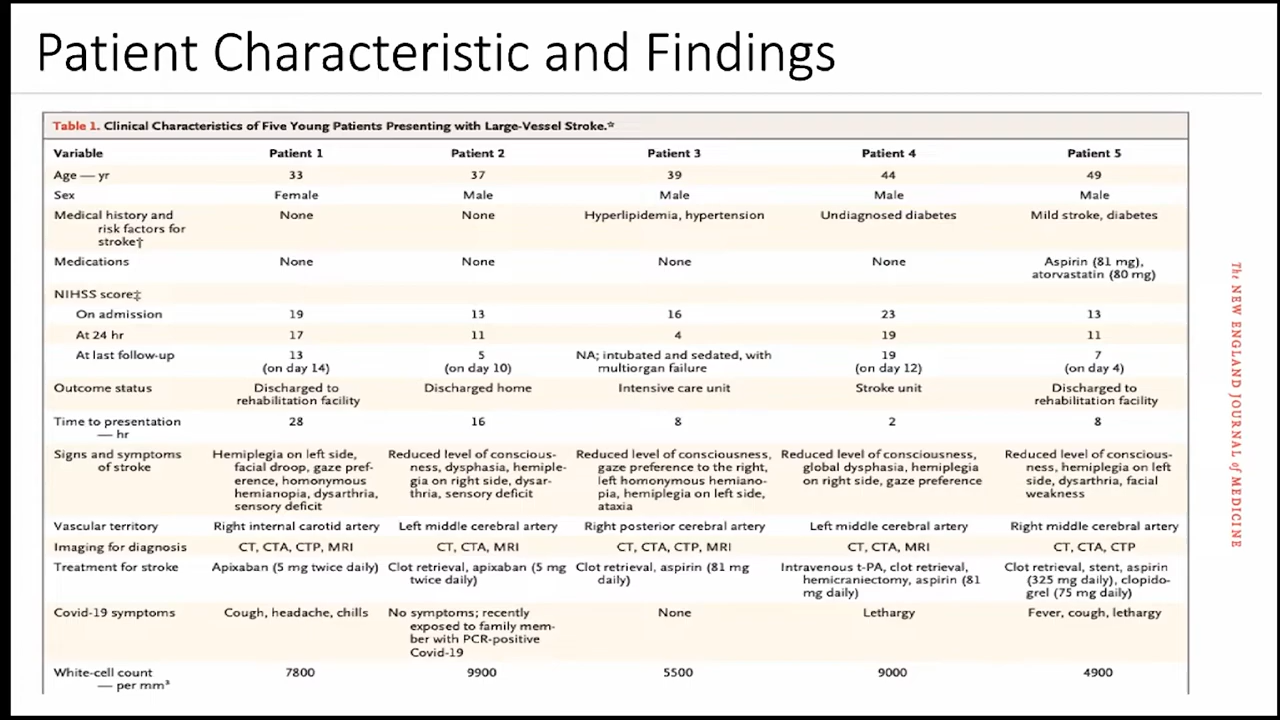 Patient Characteristic and Findings
Table 1. Clinical Characteristics of Five Young Patients Presenting with Large-Vessel Stroke.*
Variable Patient 1 Patient 2 Patient 3 Patient 4 Patient 5
Age — yr 33 37 39 44 49
Sex Female Male Male Male Male
Medical history and None None Hyperlipidemia, hypertension Undiagnosed diabetes Mild stroke, diabetes
risk factors for
stroke†
Medications None None None None Aspirin (81 mg),
atorvastatin (80 mg)
NIHSS score‡
On admission 19 13 16 23 13
At 24 hr 17 11 4 19 11
At last follow-up 13 5 NA; intubated and sedated, with 19 7
(on day 14) (on day 10) multiorgan failure (on day 12) (on day 4)
Outcome status Discharged to Discharged home Intensive care unit Stroke unit Discharged to
rehabilitation facility rehabilitation facility
Time to presentation 28 16 8 2 8
— hr
Signs and symptoms Hemiplegia on left side, Reduced level of conscious- Reduced level of consciousness, Reduced level of consciousness, Reduced level of conscious-
of stroke facial droop, gaze pref- ness, dysphasia, hemiple- gaze preference to the right, global dysphasia, hemiplegia ness, hemiplegia on left
erence, homonymous gia on right side, dysar- left homonymous hemiano- on right side, gaze preference side, dysarthria, facial
hemianopia, dysarthria, thria, sensory deficit pia, hemiplegia on left side, weakness
sensory deficit ataxia
Vascular territory Right internal carotid artery Left middle cerebral artery Right posterior cerebral artery Left middle cerebral artery Right middle cerebral artery
Imaging for diagnosis CT, CTA, CTP, MRI CT, CTA, MRI CT, CTA, CTP, MRI CT, CTA, MRI CT, CTA, CTP
Treatment for stroke Apixaban (5 mg twice daily) Clot retrieval, apixaban (5 mg Clot retrieval, aspirin (81 mg Intravenous t-PA, clot retrieval, Clot retrieval, stent, aspirin
twice daily) daily) hemicraniectomy, aspirin (81 (325 mg daily), clopido-
mg daily) grel (75 mg daily)
Covid-19 symptoms Cough, headache, chills No symptoms; recently None Lethargy Fever, cough, lethargy
exposed to family mem-
ber with PCR-positive
Covid-19
White-cell count 7800 9900 5500 9000 4900
— per mm³
The NEW ENGLAND JOURNAL of MEDICINE